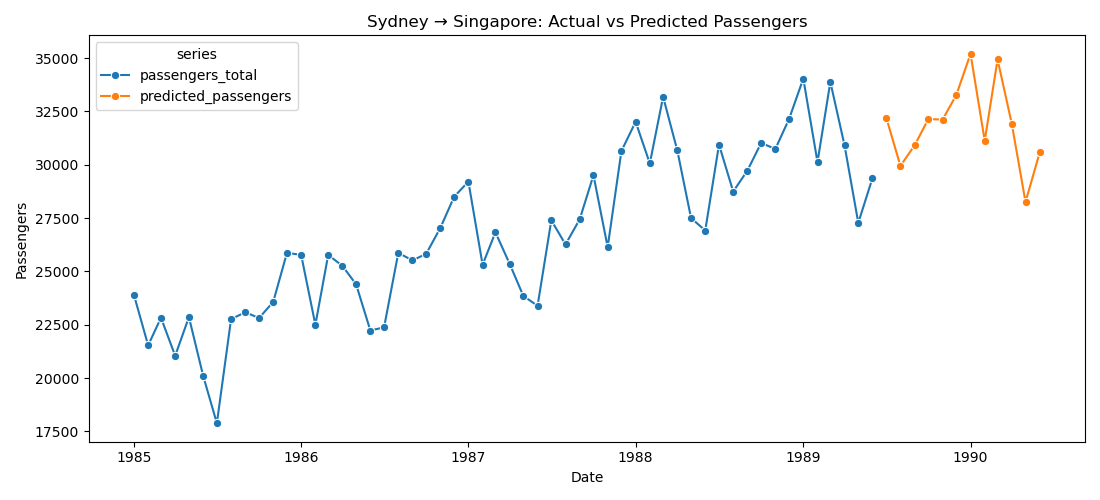 Sydney → Singapore: Actual vs Predicted Passengers
series
passengers_total
predicted_passengers
35000
32500
30000
27500
25000
22500
20000
17500
Passengers
1985 1986 1987 1988 1989 1990
Date